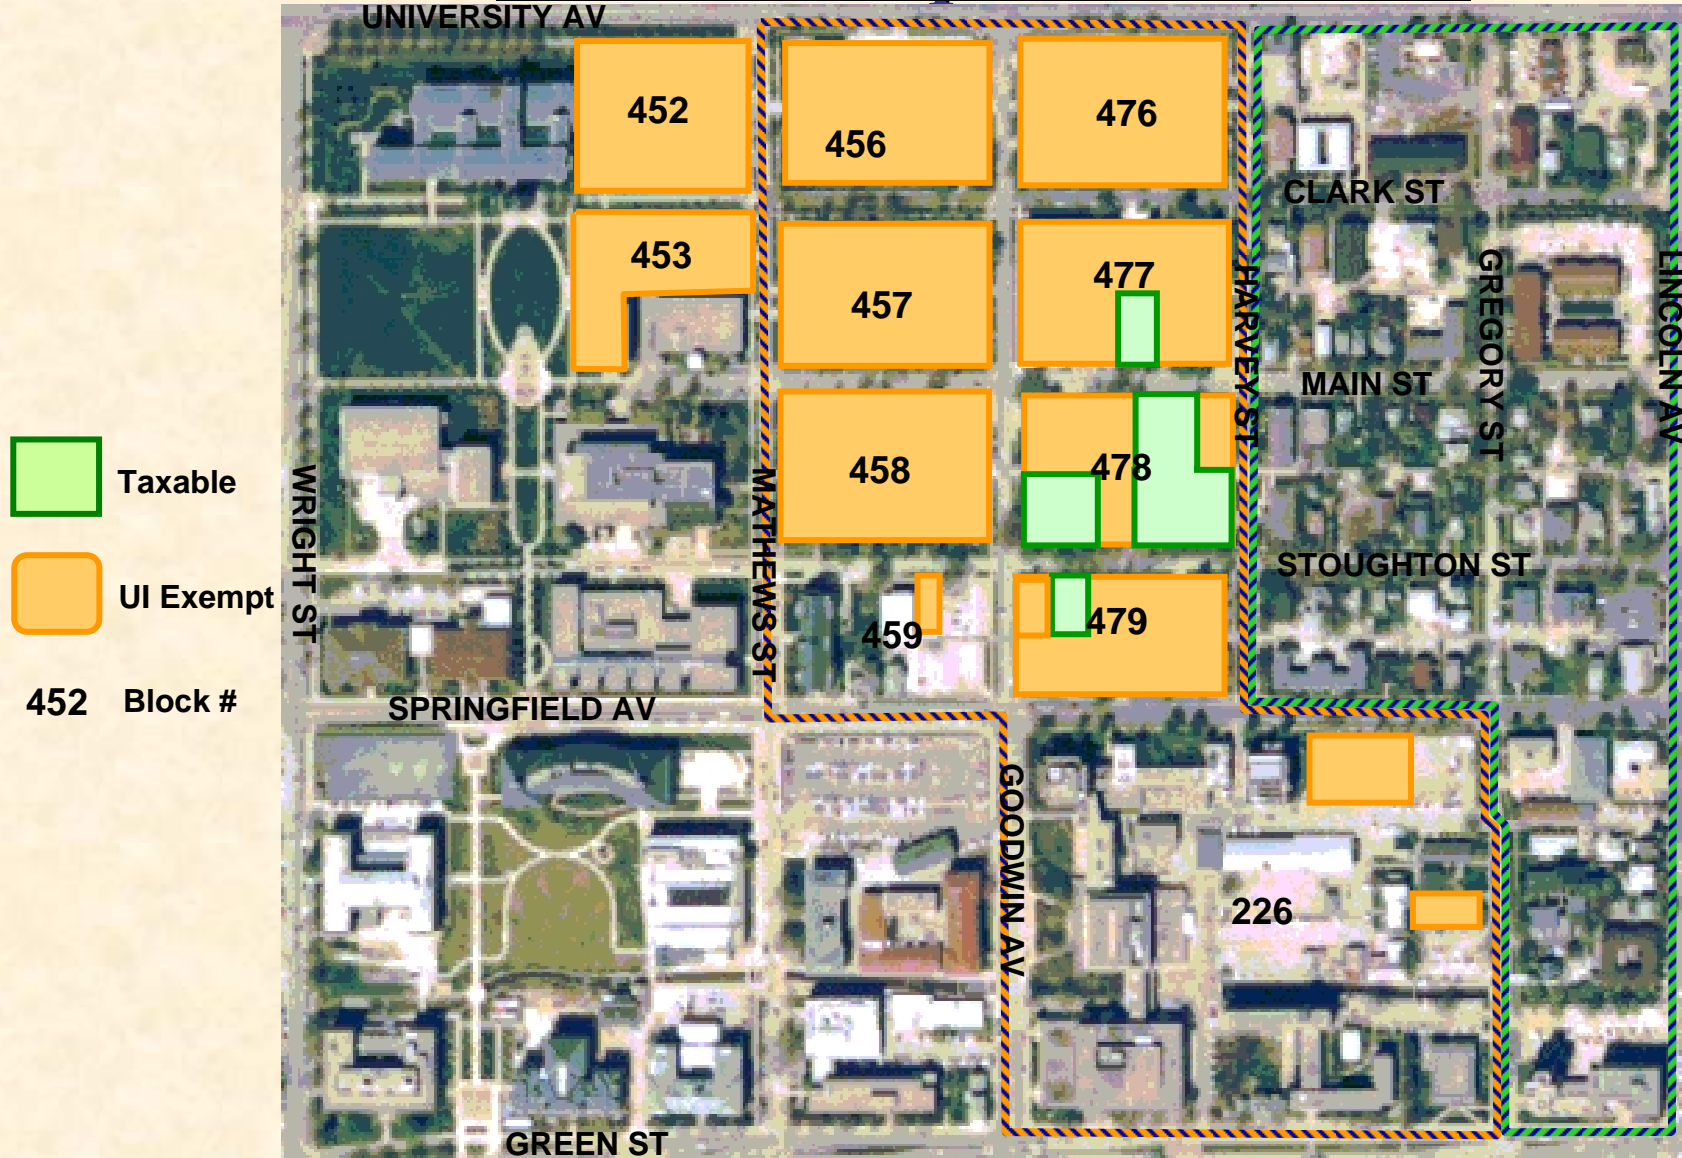 UNIVERSITY AV
452
456
476
CLARK ST
453
457
477
HARVEY ST
GREGORY ST
LINCOLN AV
MAIN ST
458
478
Taxable
WRIGHT ST
MATHEWS ST
STOUGHTON ST
UI Exempt
459
479
452 Block #
SPRINGFIELD AV
GOODWIN AV
226
GREEN ST